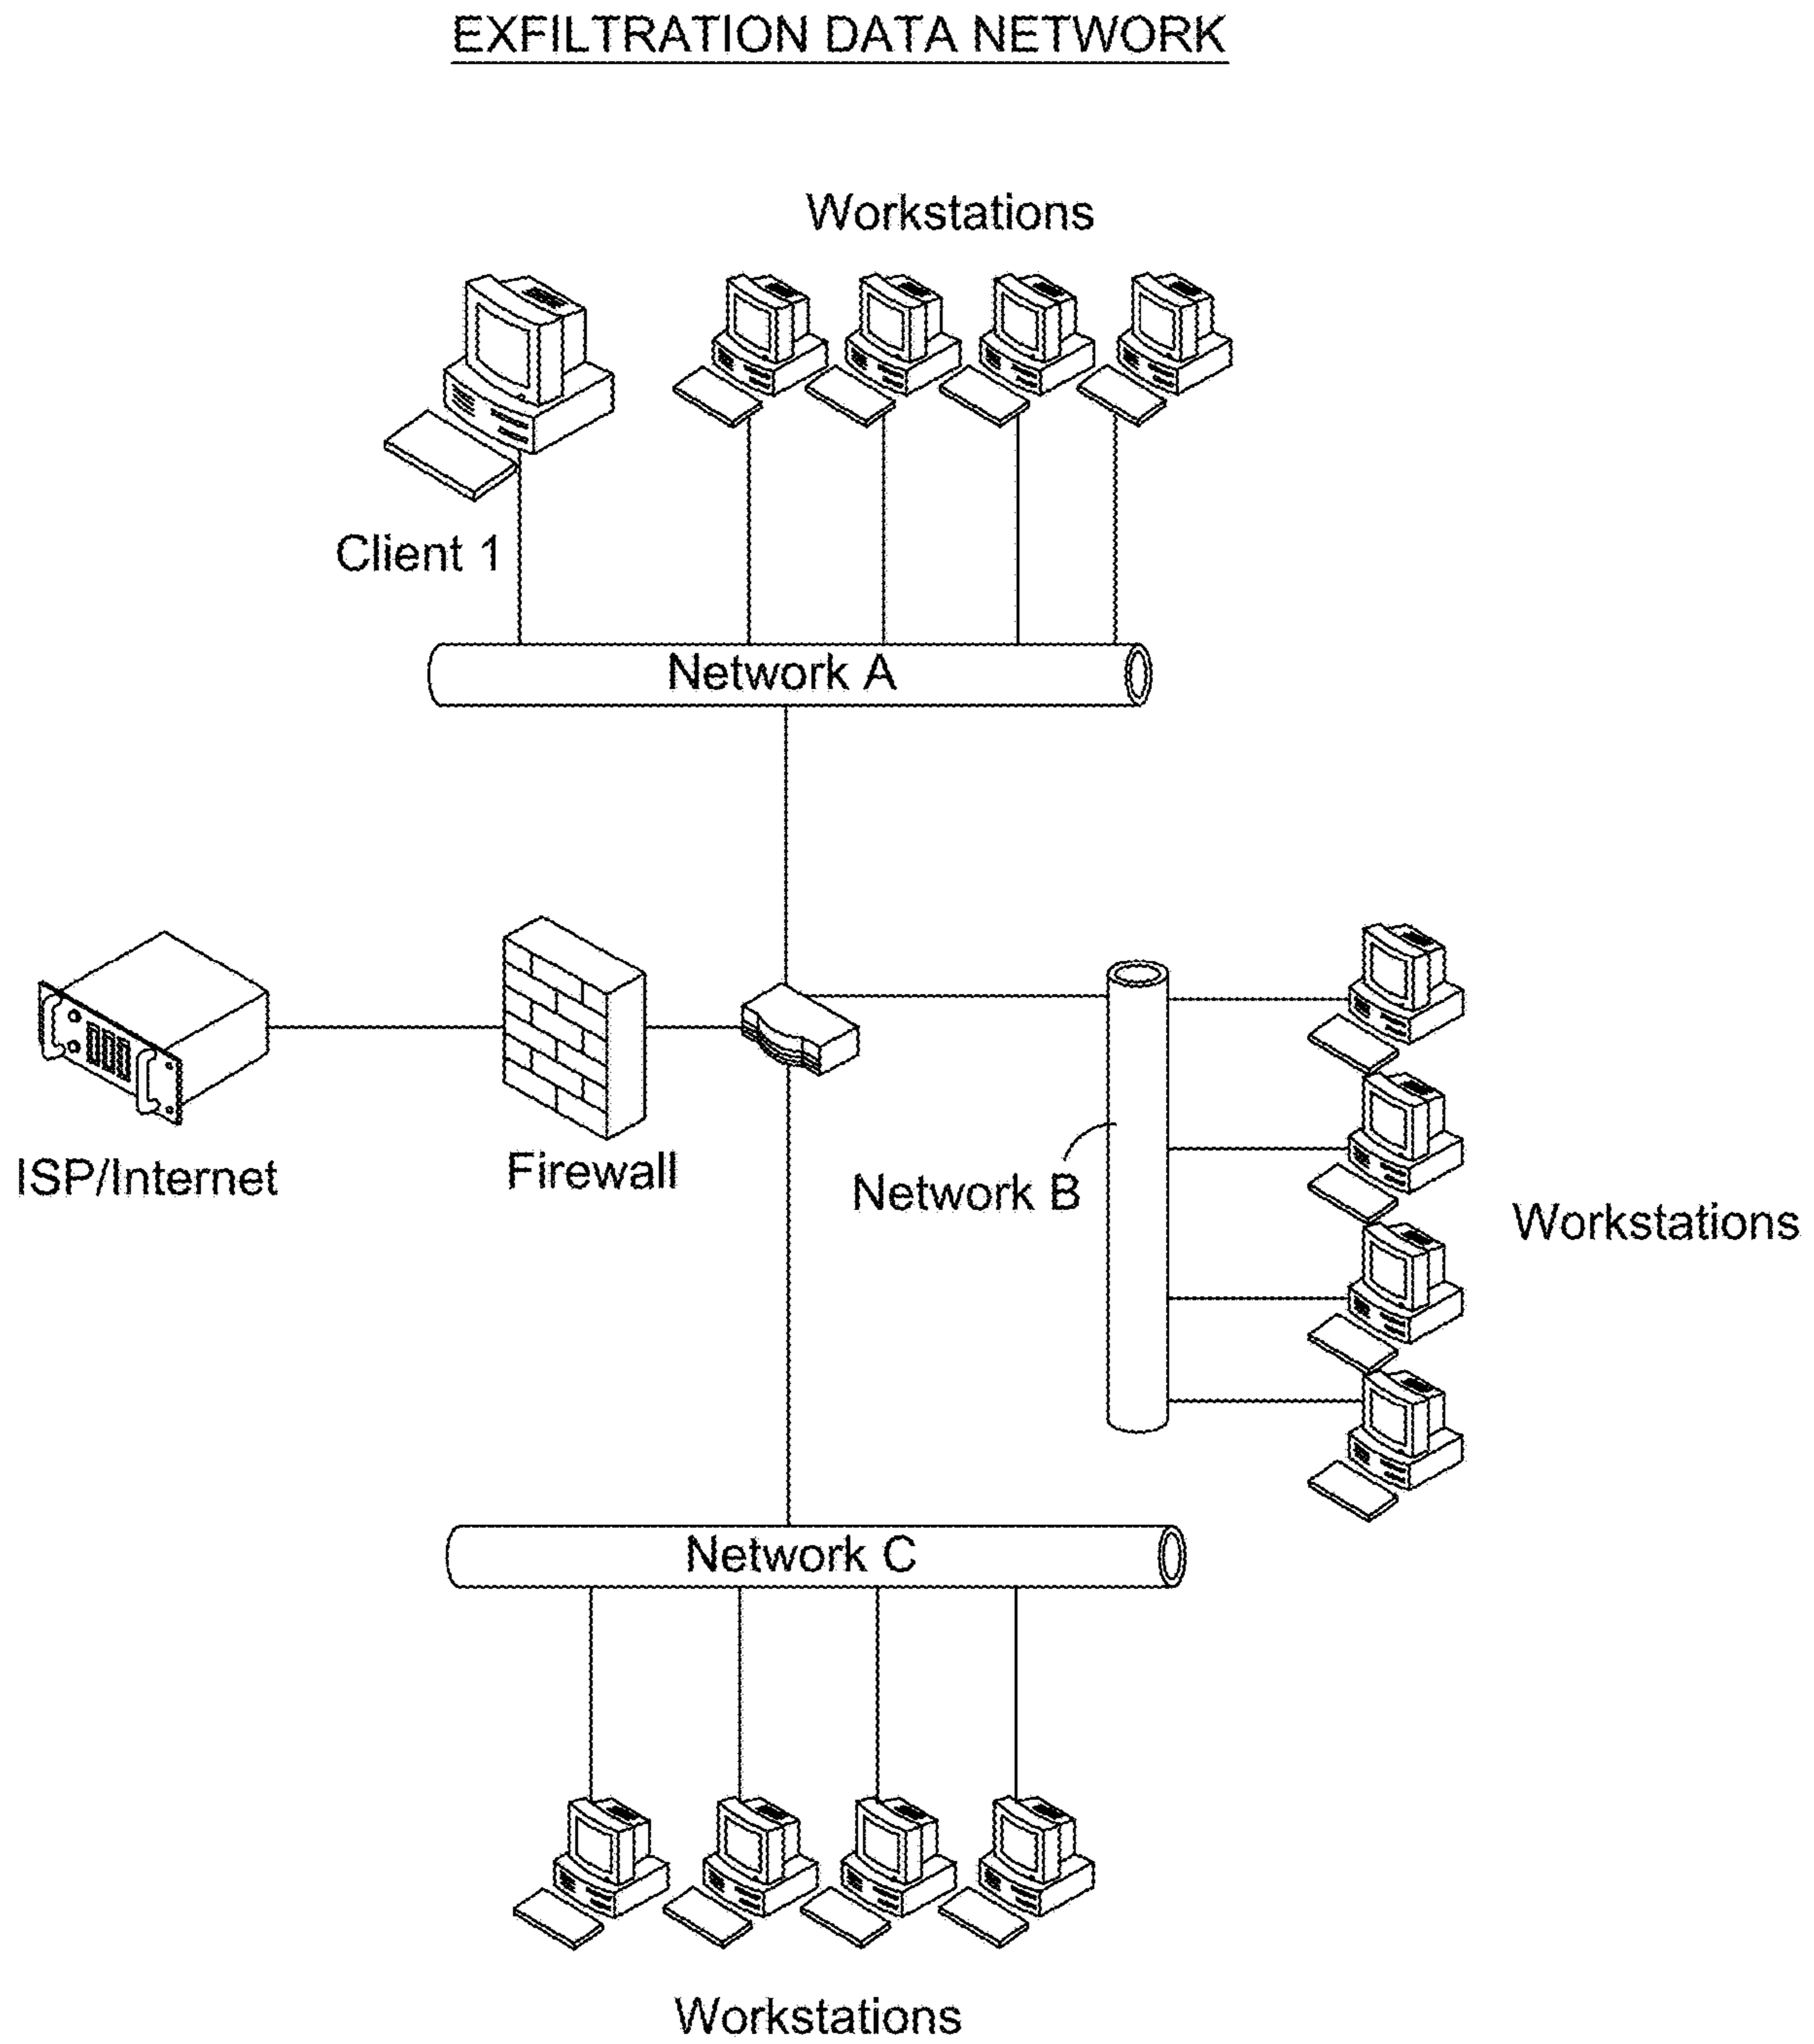 EXFILTRATION DATA NETWORK
Workstations
Client 1
Network A
ISP/Internet
Firewall
Network B
Workstations
Network C
Workstations